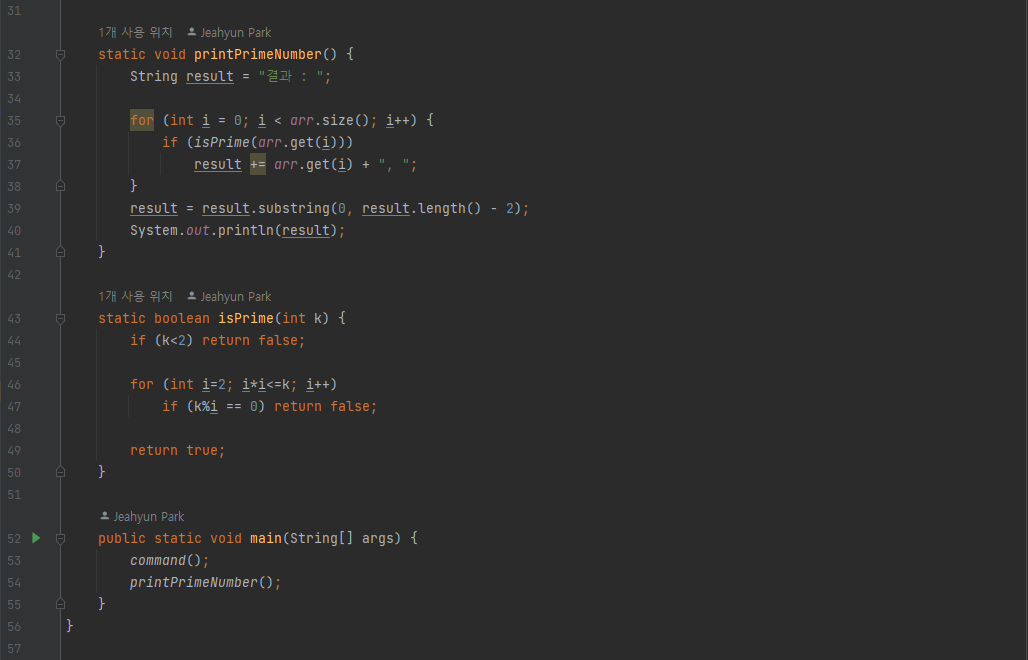 31
1개 사용 위치 Jeahyun Park
32 static void printPrimeNumber() {
33 String result = "결과 : ";
34
35 for (int i = 0; i < arr.size(); i++) {
36 if (isPrime(arr.get(i)))
37 result += arr.get(i) + ", ";
38 }
39 result = result.substring(0, result.length() - 2);
40 System.out.println(result);
41 }
42
1개 사용 위치 Jeahyun Park
43 static boolean isPrime(int k) {
44 if (k<2) return false;
45
46 for (int i=2; i*i<=k; i++)
47 if (k%i == 0) return false;
48
49 return true;
50 }
51
Jeahyun Park
52 public static void main(String[] args) {
53 command();
54 printPrimeNumber();
55 }
56 }
57